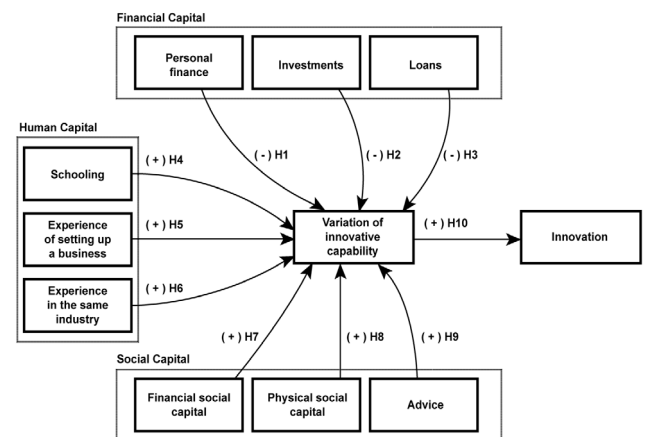 Financial Capital
Personal
finance
Investments
Loans
( - ) H1
( - ) H2
( - ) H3
Human Capital
Schooling
( + ) H4
Experience
of setting up
a business
( + ) H5
Experience
in the same
industry
( + ) H6
Variation of
innovative
capability
( + ) H10
Innovation
( + ) H7
( + ) H8
( + ) H9
Social Capital
Financial social
capital
Physical social
capital
Advice